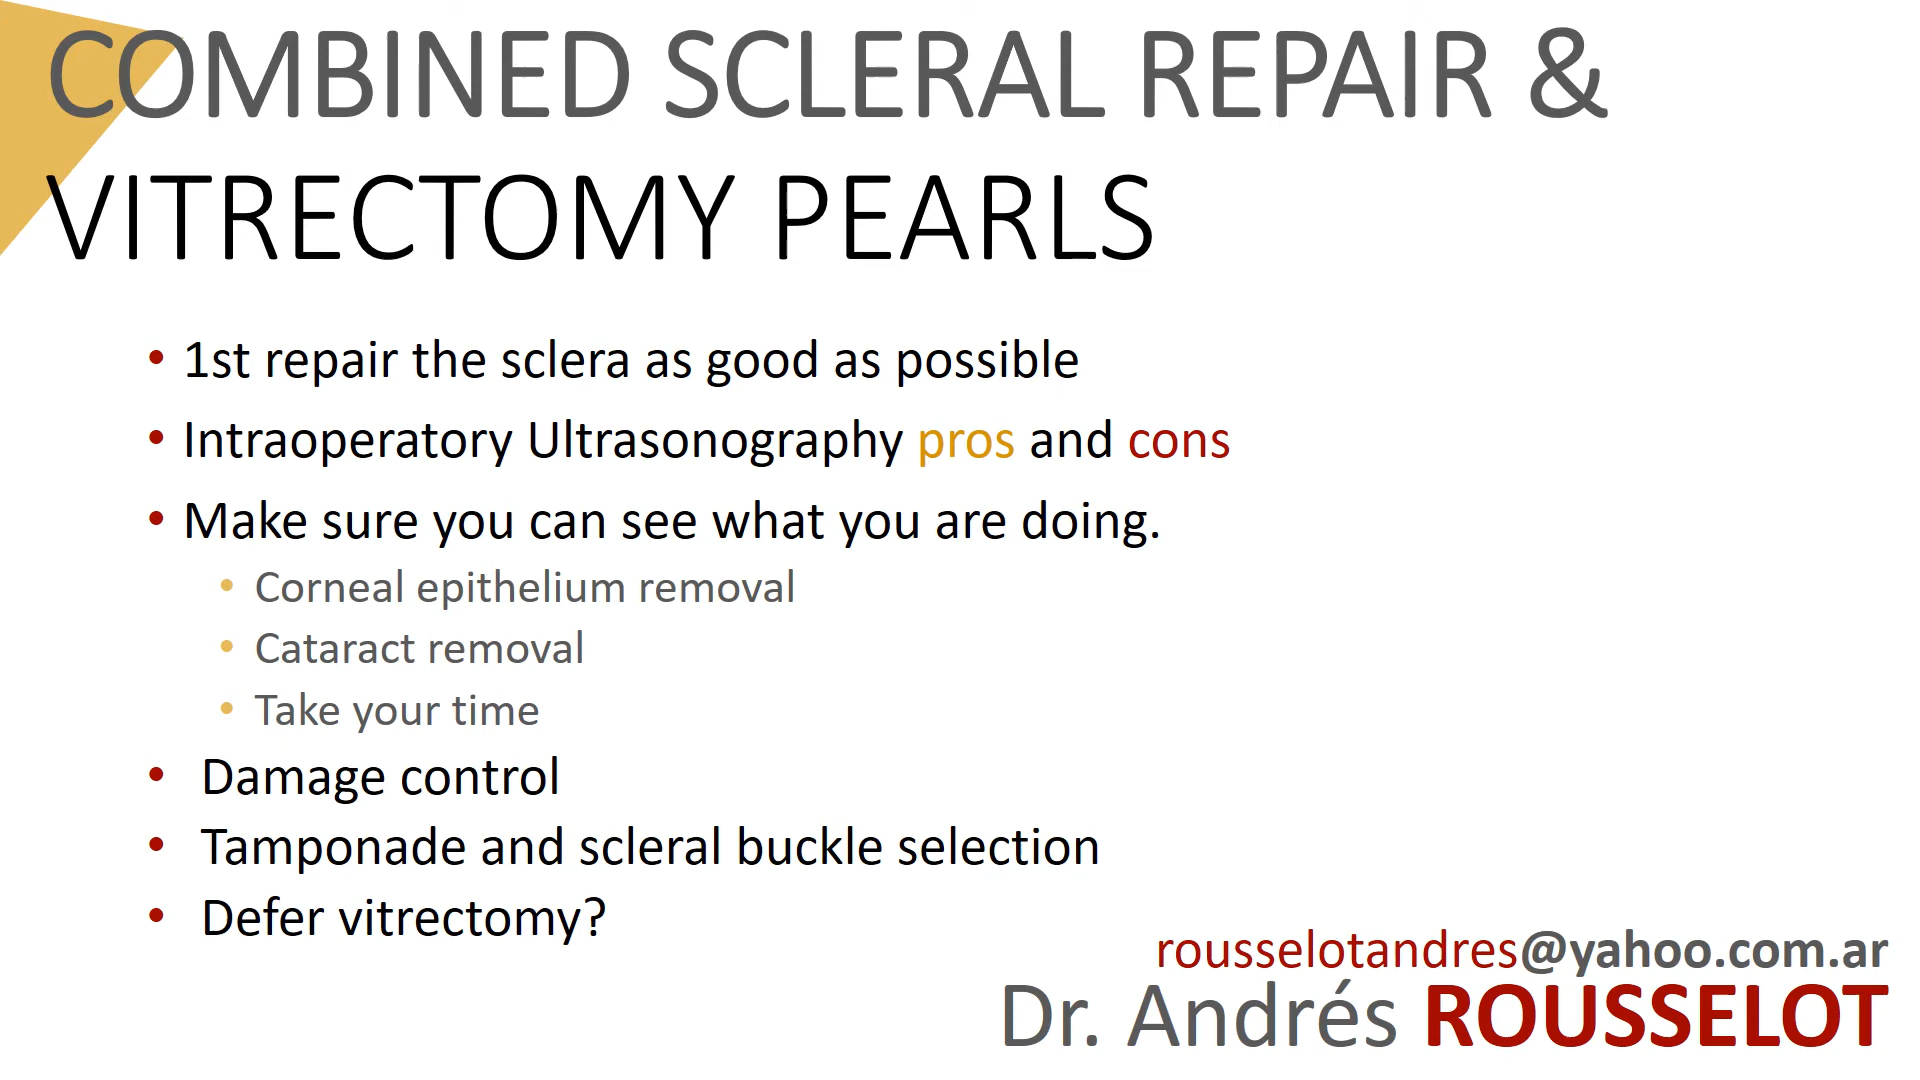 COMBINED SCLERAL REPAIR &
VITRECTOMY PEARLS
• 1st repair the sclera as good as possible
• Intraoperatory Ultrasonography pros and cons
• Make sure you can see what you are doing.
• Corneal epithelium removal
• Cataract removal
• Take your time
• Damage control
• Tamponade and scleral buckle selection
• Defer vitrectomy?
rousselotandres@yahoo.com.ar
Dr. Andrés ROUSSELOT